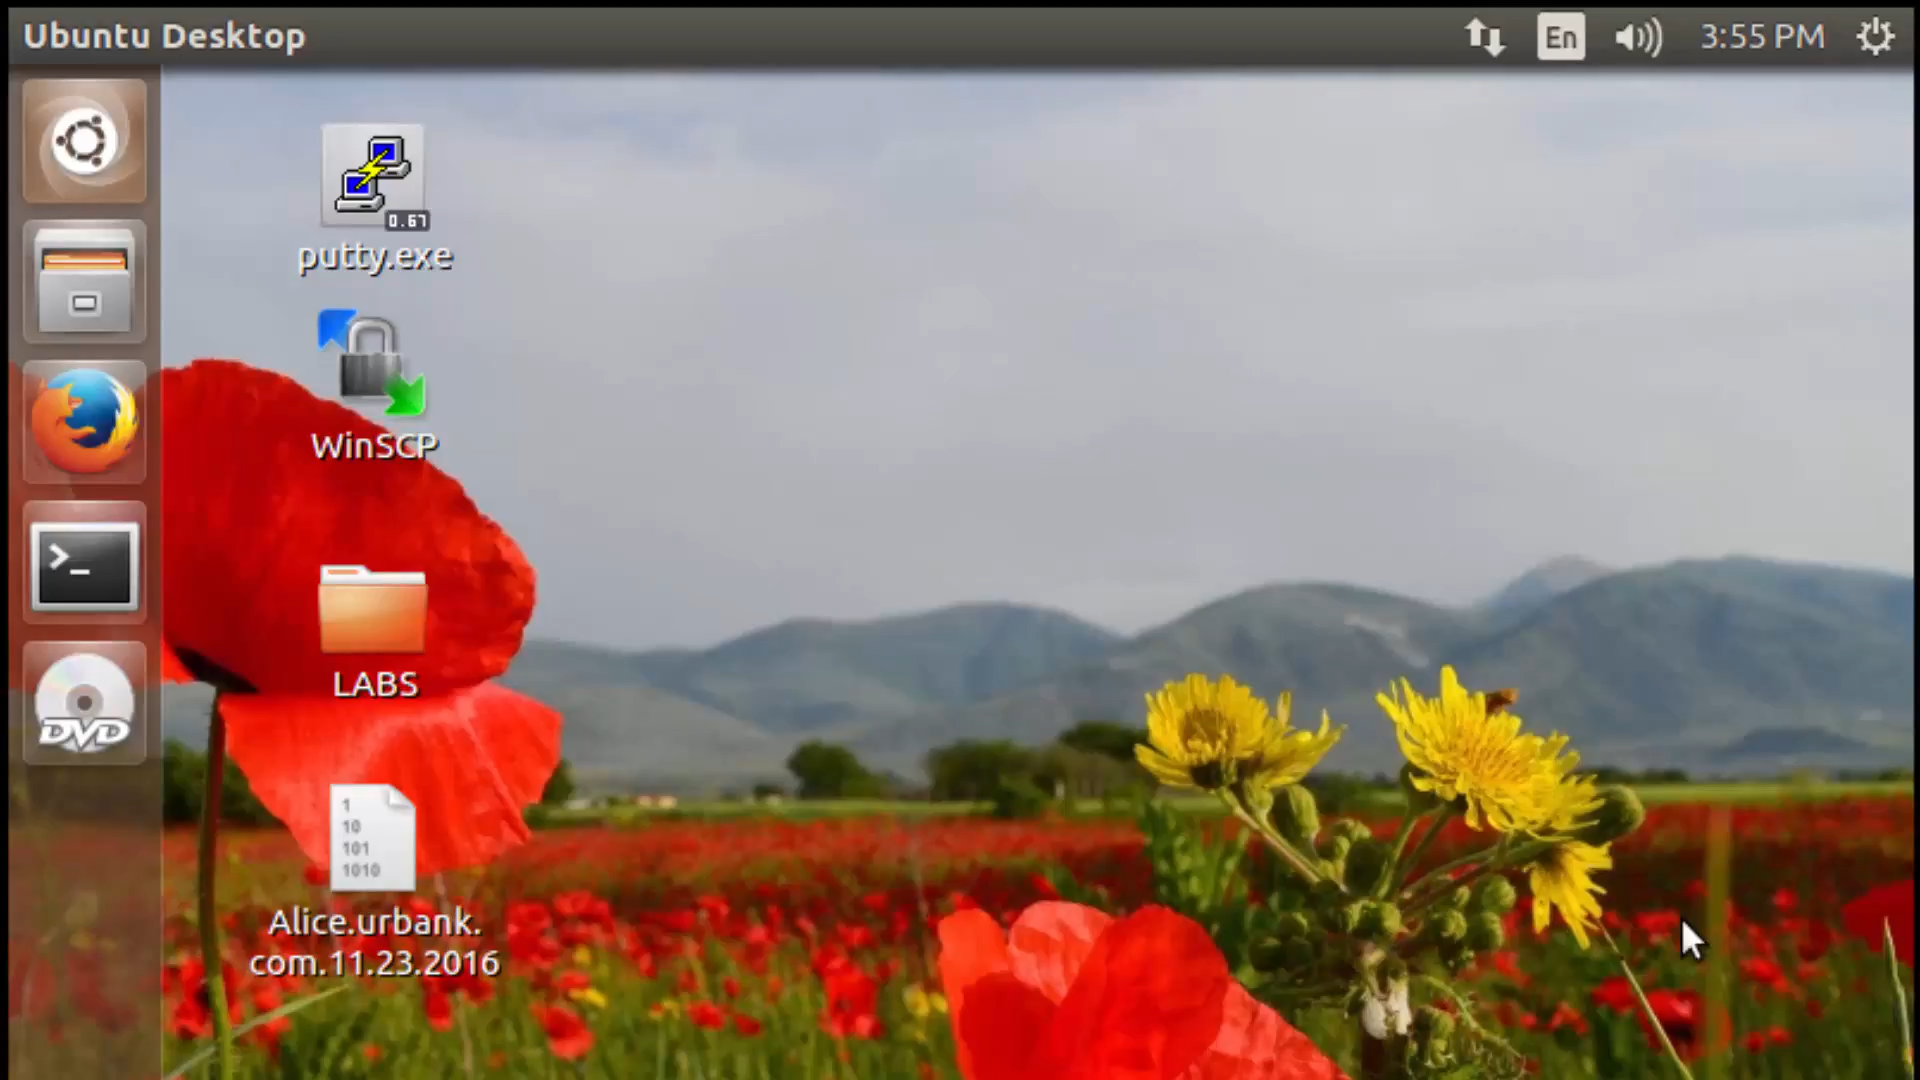 Ubuntu Desktop
En
3:55 PM
0.67
putty.exe
WinSCP
>_
LABS
DVD
1
10
101
1010
Alice.urbank.
com.11.23.2016